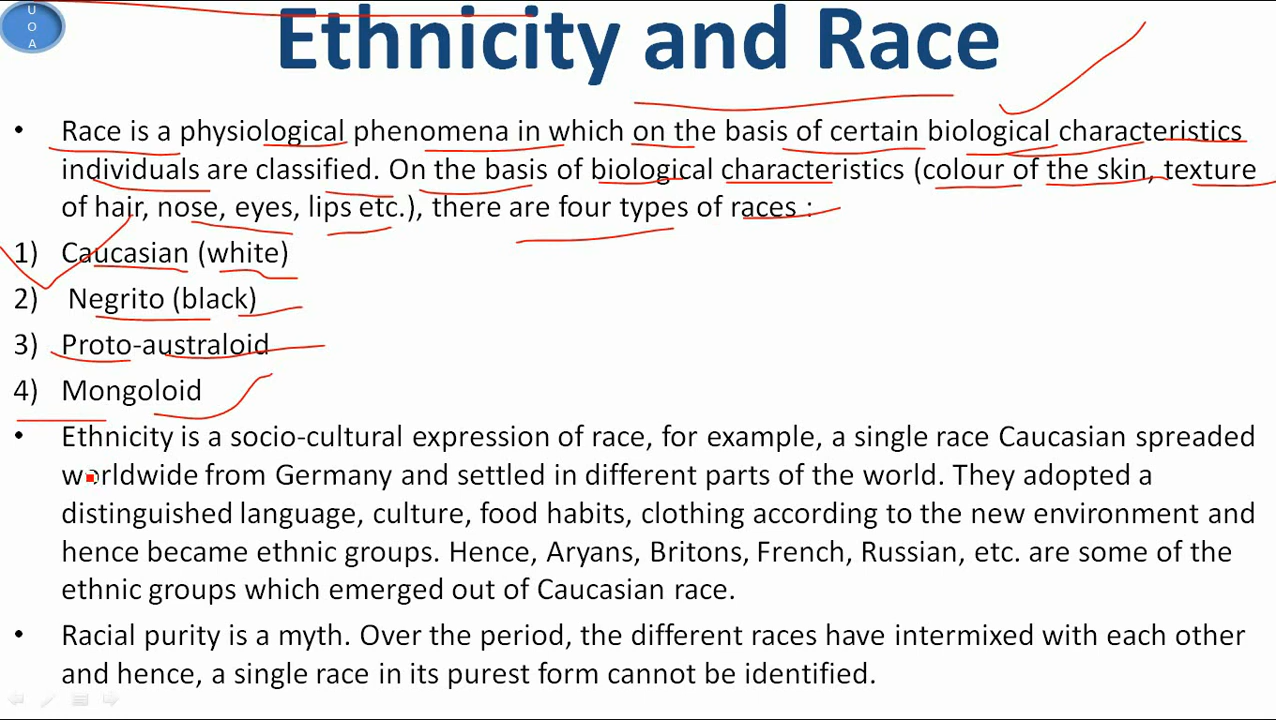 U
O
A
Ethnicity and Race
• Race is a physiological phenomena in which on the basis of certain biological characteristics
individuals are classified. On the basis of biological characteristics (colour of the skin, texture
of hair, nose, eyes, lips etc.), there are four types of races :
1) Caucasian (white)
2) Negrito (black)
3) Proto-australoid
4) Mongoloid
• Ethnicity is a socio-cultural expression of race, for example, a single race Caucasian spreaded
worldwide from Germany and settled in different parts of the world. They adopted a
distinguished language, culture, food habits, clothing according to the new environment and
hence became ethnic groups. Hence, Aryans, Britons, French, Russian, etc. are some of the
ethnic groups which emerged out of Caucasian race.
• Racial purity is a myth. Over the period, the different races have intermixed with each other
and hence, a single race in its purest form cannot be identified.